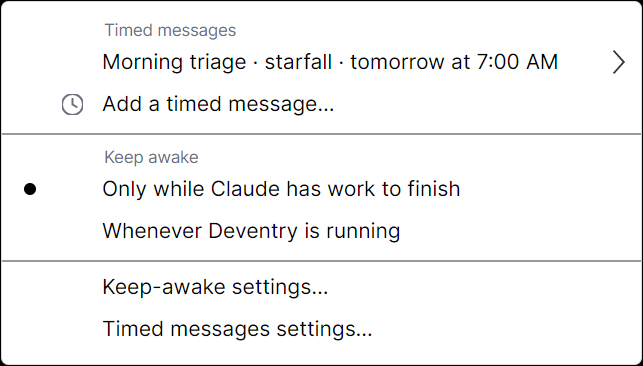 Timed messages
Morning triage · starfall · tomorrow at 7:00 AM
Add a timed message...
Keep awake
Only while Claude has work to finish
Whenever Deventry is running
Keep-awake settings...
Timed messages settings...